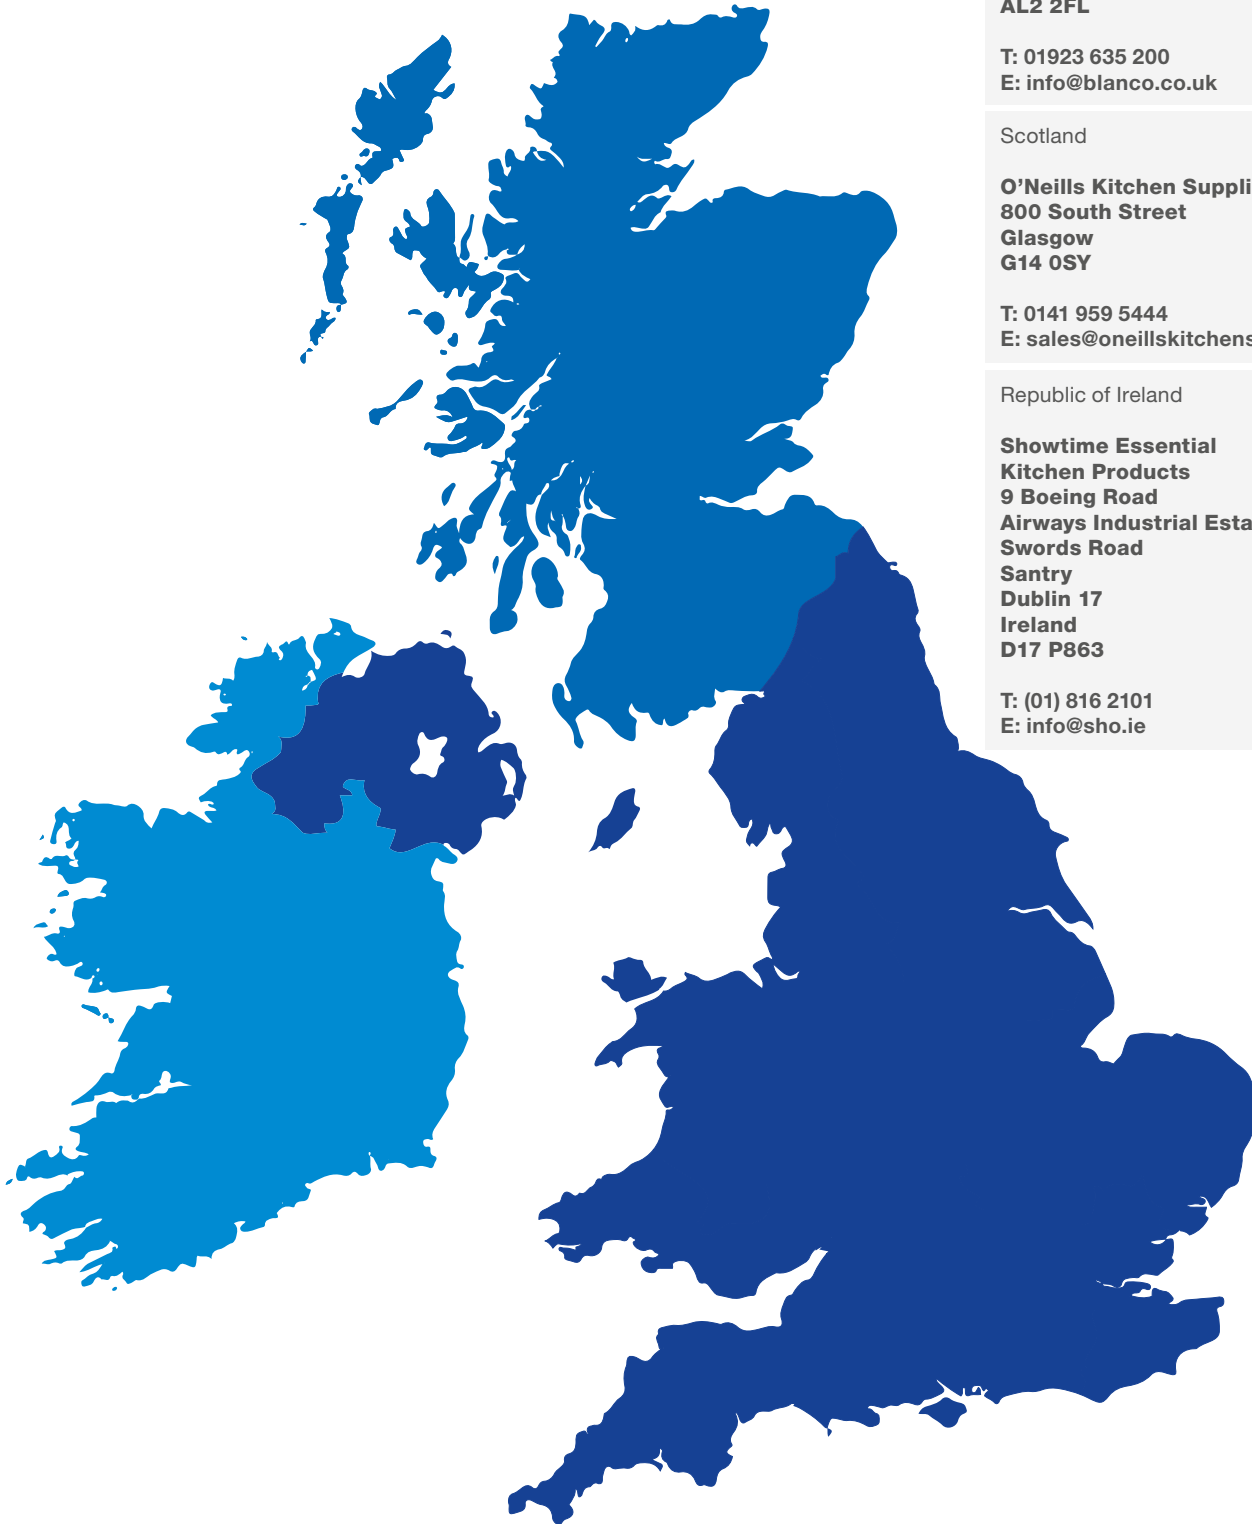 AL2 2FL
T: 01923 635 200
E: info@blanco.co.uk
Scotland
O’Neills Kitchen Suppli
800 South Street
Glasgow
G14 0SY
T: 0141 959 5444
E: sales@oneillskitchens
Republic of Ireland
Showtime Essential
Kitchen Products
9 Boeing Road
Airways Industrial Esta
Swords Road
Santry
Dublin 17
Ireland
D17 P863
T: (01) 816 2101
E: info@sho.ie